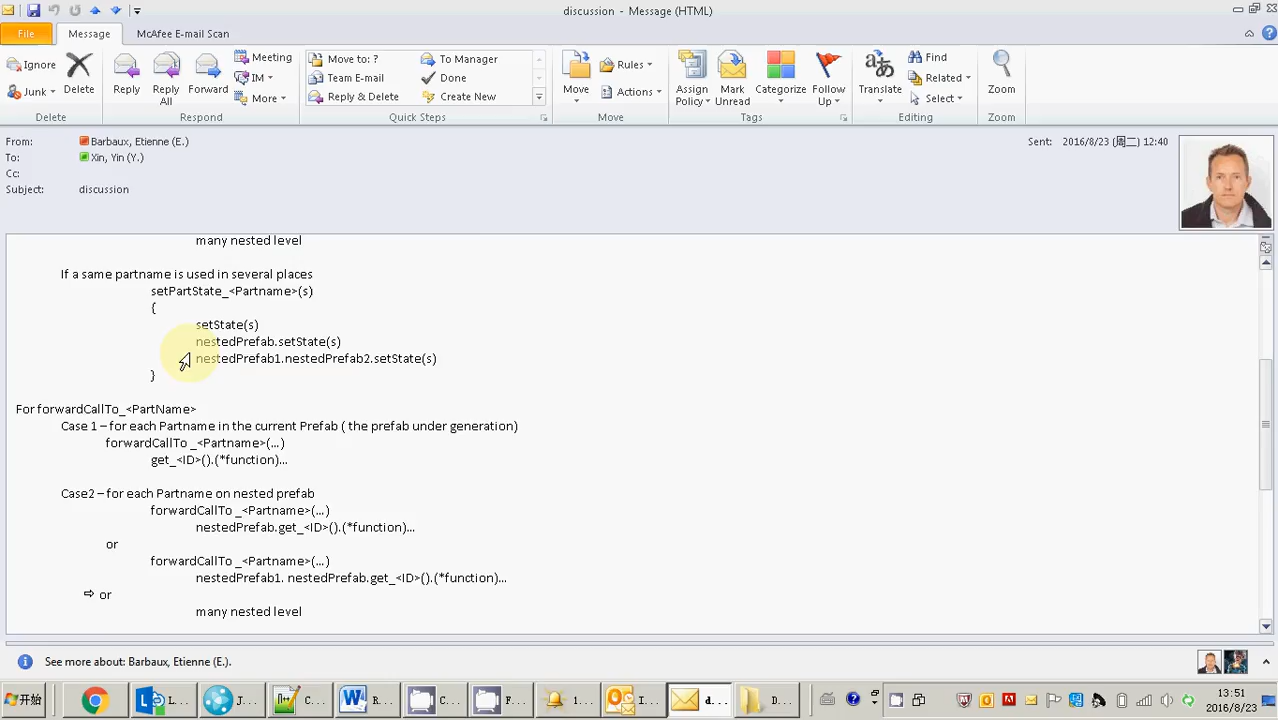 discussion - Message (HTML)
File
Message
McAfee E-mail Scan
Ignore
Junk
Delete
Delete
Reply
Reply All
Forward
Meeting
IM
More
Respond
Move to: ?
Team E-mail
Reply & Delete
To Manager
Done
Create New
Quick Steps
Move
Rules
Actions
Move
Assign Policy
Mark Unread
Categorize
Follow Up
Tags
Translate
Find
Related
Select
Editing
Zoom
Zoom
From: Barbaux, Etienne (E.)
Sent: 2016/8/23 (周二) 12:40
To: Xin, Yin (Y.)
Cc:
Subject: discussion
many nested level
If a same partname is used in several places
setPartState_<Partname>(s)
{
setState(s)
nestedPrefab.setState(s)
nestedPrefab1.nestedPrefab2.setState(s)
}
For forwardCallTo_<PartName>
Case 1 – for each Partname in the current Prefab ( the prefab under generation)
forwardCallTo _<Partname>(...)
get_<ID>().(*function)...
Case2 – for each Partname on nested prefab
forwardCallTo _<Partname>(...)
nestedPrefab.get_<ID>().(*function)...
or
forwardCallTo _<Partname>(...)
nestedPrefab1. nestedPrefab.get_<ID>().(*function)...
⇨ or
many nested level
See more about: Barbaux, Etienne (E.).
开始
L...
J...
C...
R...
C...
F...
1...
I...
d...
D...
13:51
2016/8/23